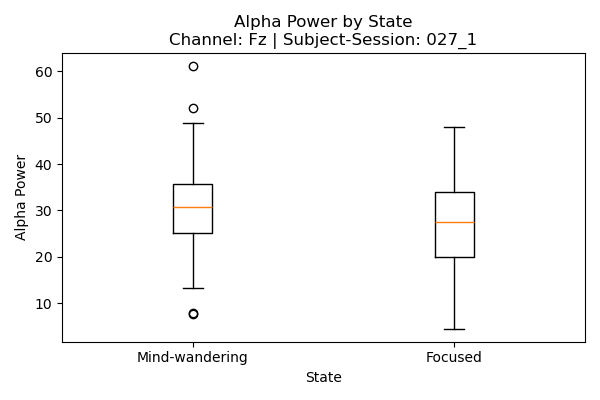 Alpha Power by State
Channel: Fz | Subject-Session: 027_1
60
50
40
30
20
10
Alpha Power
Mind-wandering
Focused
State